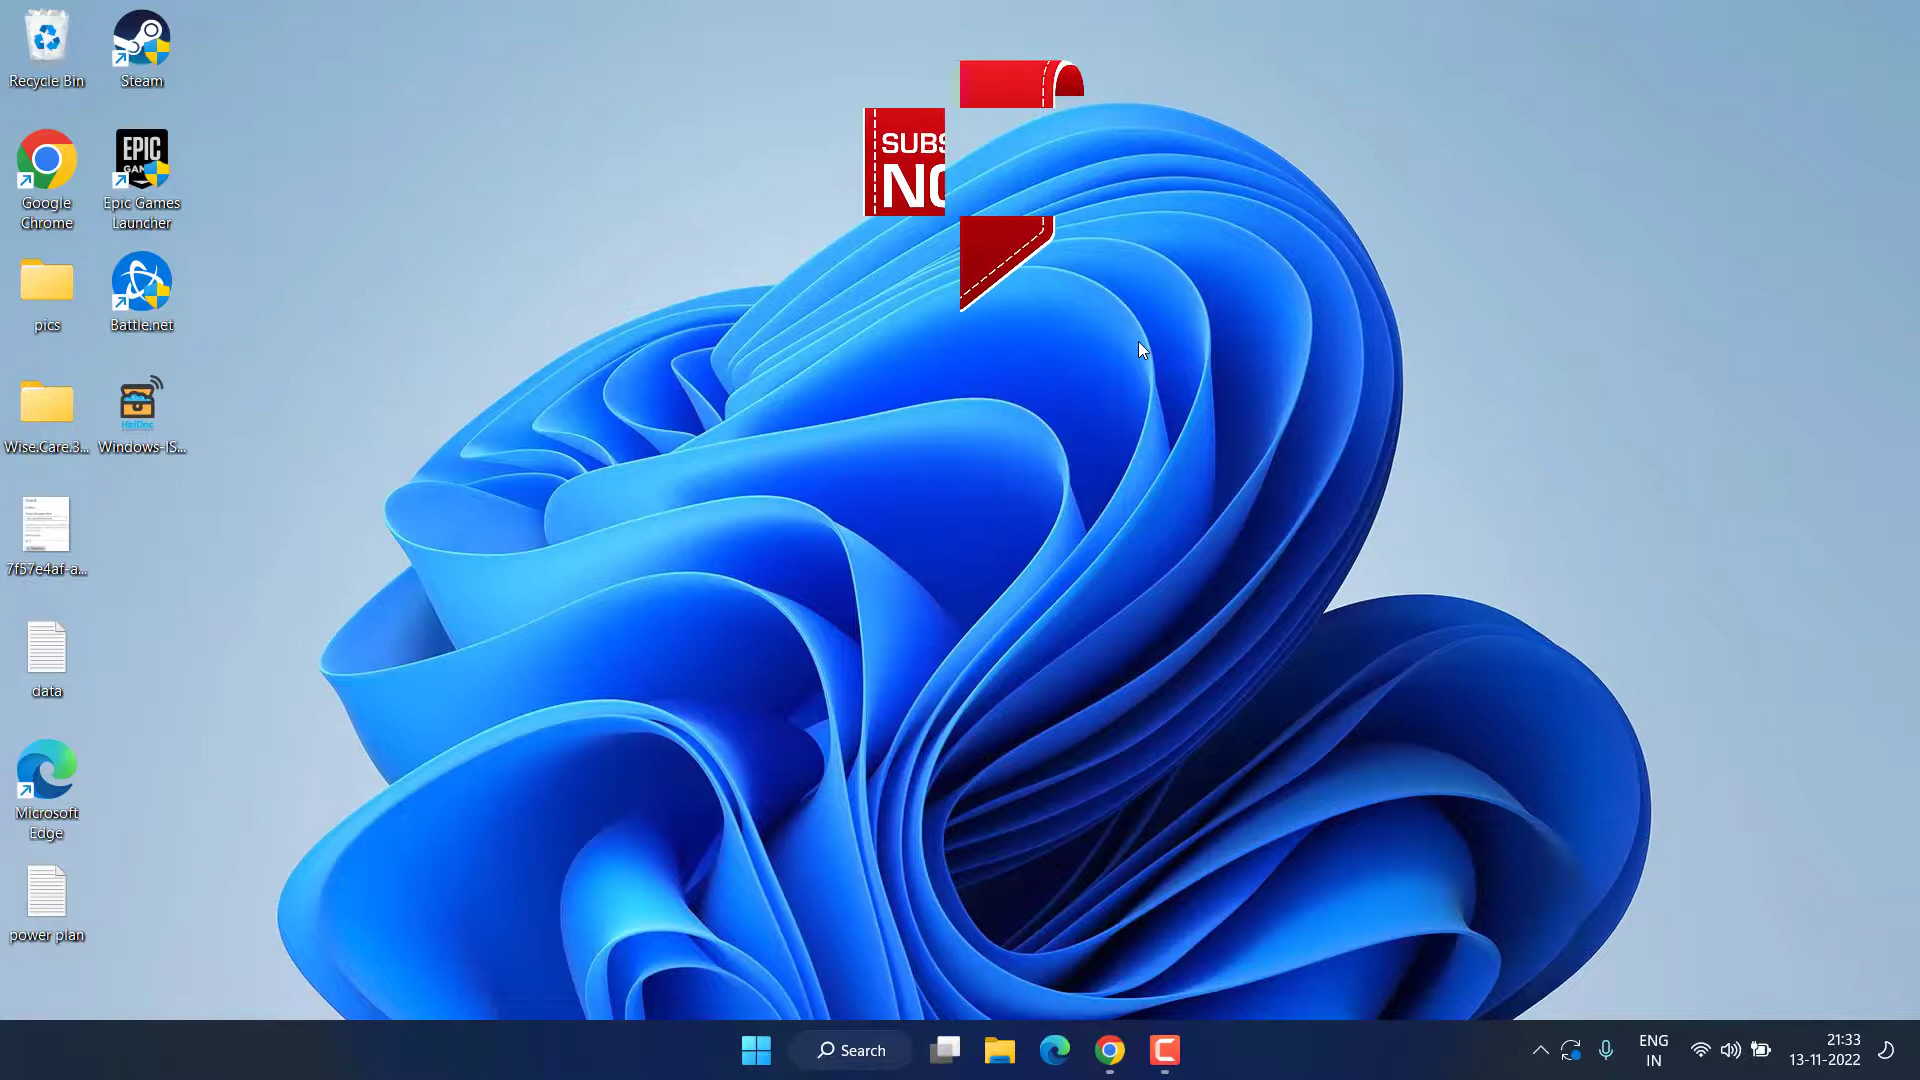 Recycle Bin
Steam
Google
Chrome
EPIC
Epic Games
Launcher
pics
Battle.net
Wise.Care.3...
Windows-IS...
7f57e4af-a...
data
Microsoft
Edge
power plan
SUBS
NO
Search
ENG
IN
21:33
13-11-2022